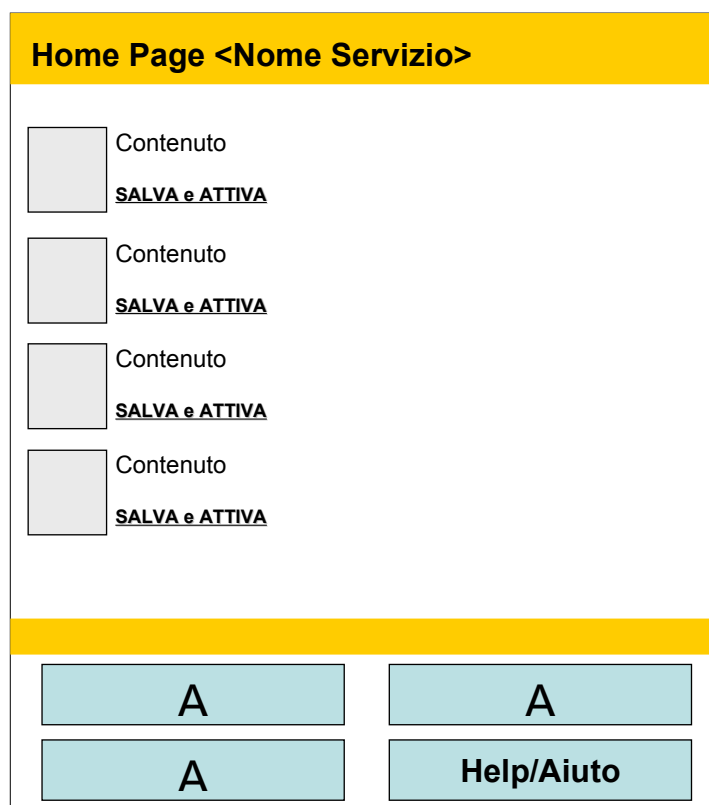 Home Page <Nome Servizio>
Contenuto
SALVA e ATTIVA
Contenuto
SALVA e ATTIVA
Contenuto
SALVA e ATTIVA
Contenuto
SALVA e ATTIVA
A A
A Help/Aiuto